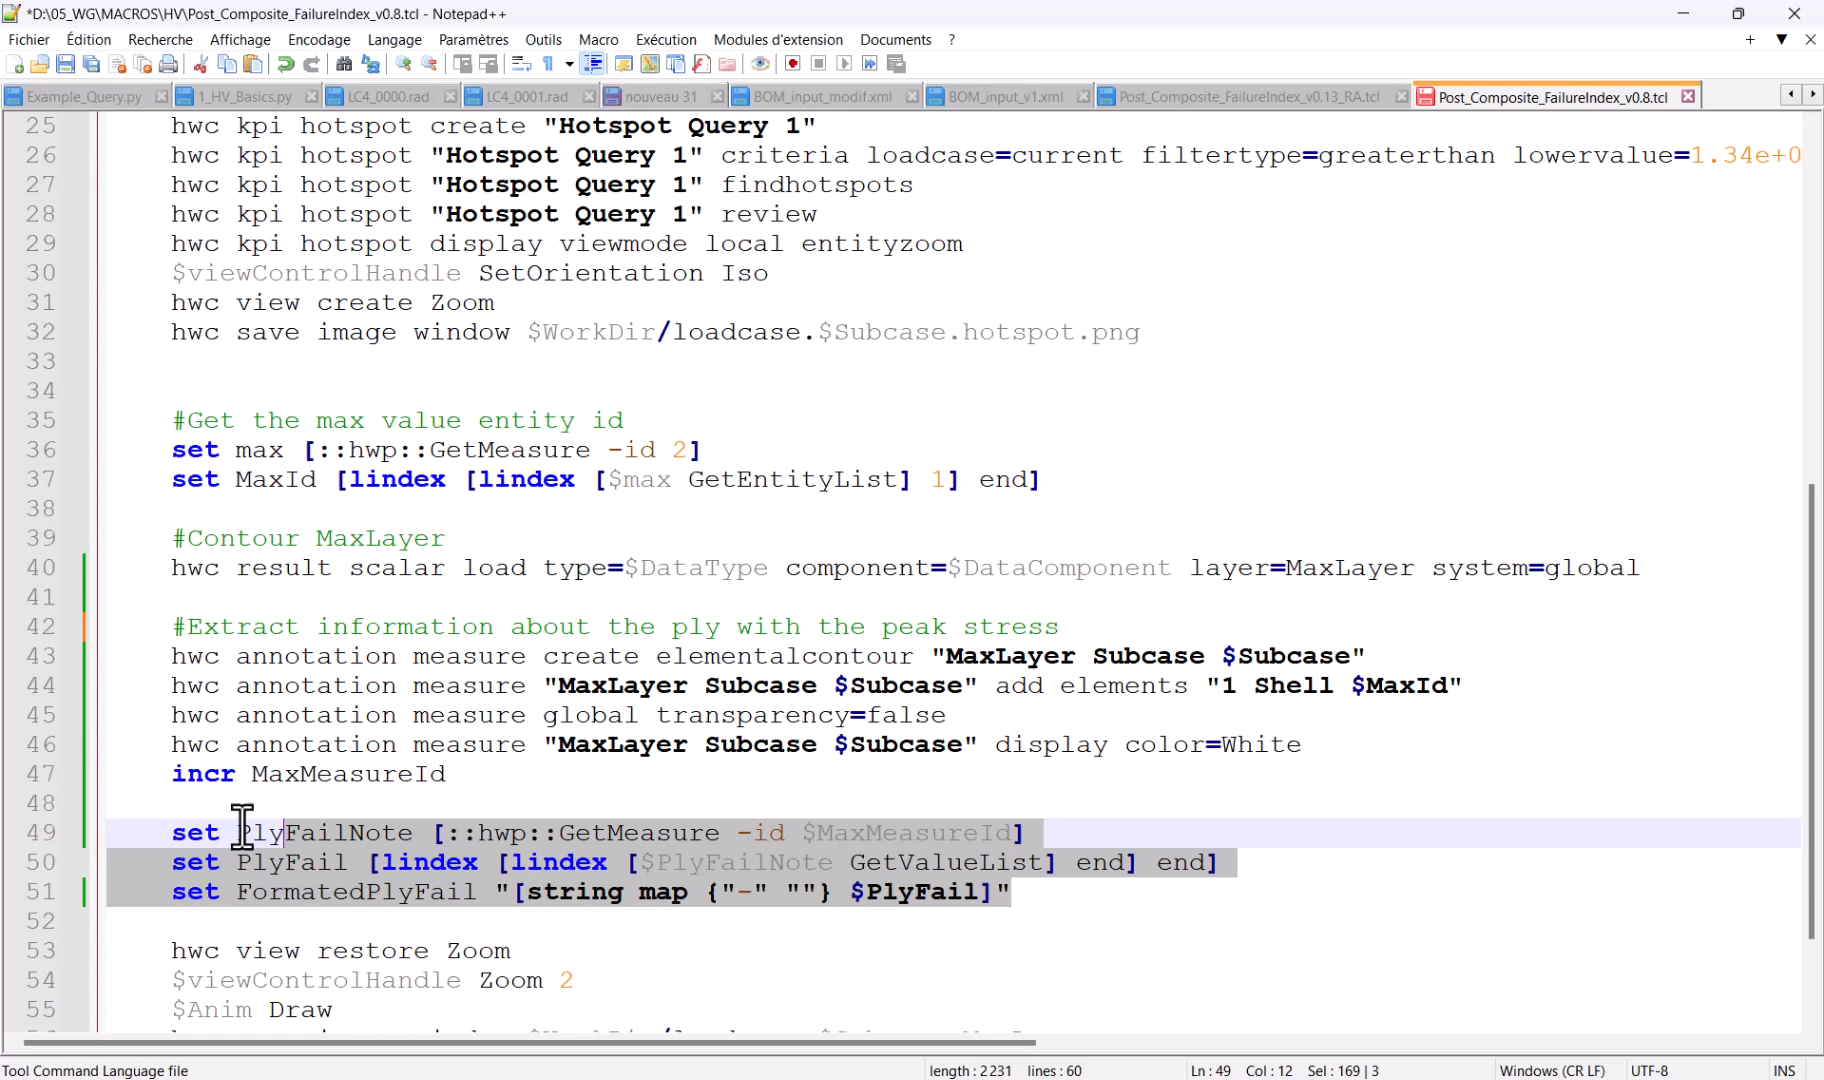 *D:\05_WG\MACROS\HV\Post_Composite_FailureIndex_v0.8.tcl - Notepad++
Fichier Édition Recherche Affichage Encodage Langage Paramètres Outils Macro Exécution Modules d'extension Documents ?
Example_Query.py 1_HV_Basics.py LC4_0000.rad LC4_0001.rad nouveau 31 BOM_input_modif.xml BOM_input_v1.xml Post_Composite_FailureIndex_v0.13_RA.tcl Post_Composite_FailureIndex_v0.8.tcl
25 hwc kpi hotspot create "Hotspot Query 1"
26 hwc kpi hotspot "Hotspot Query 1" criteria loadcase=current filtertype=greaterthan lowervalue=1.34e+0
27 hwc kpi hotspot "Hotspot Query 1" findhotspots
28 hwc kpi hotspot "Hotspot Query 1" review
29 hwc kpi hotspot display viewmode local entityzoom
30 $viewControlHandle SetOrientation Iso
31 hwc view create Zoom
32 hwc save image window $WorkDir/loadcase.$Subcase.hotspot.png
33
34
35 #Get the max value entity id
36 set max [::hwp::GetMeasure -id 2]
37 set MaxId [lindex [lindex [$max GetEntityList] 1] end]
38
39 #Contour MaxLayer
40 hwc result scalar load type=$DataType component=$DataComponent layer=MaxLayer system=global
41
42 #Extract information about the ply with the peak stress
43 hwc annotation measure create elementalcontour "MaxLayer Subcase $Subcase"
44 hwc annotation measure "MaxLayer Subcase $Subcase" add elements "1 Shell $MaxId"
45 hwc annotation measure global transparency=false
46 hwc annotation measure "MaxLayer Subcase $Subcase" display color=White
47 incr MaxMeasureId
48
49 set PlyFailNote [::hwp::GetMeasure -id $MaxMeasureId]
50 set PlyFail [lindex [lindex [$PlyFailNote GetValueList] end] end]
51 set FormatedPlyFail "[string map {"-" ""} $PlyFail]"
52
53 hwc view restore Zoom
54 $viewControlHandle Zoom 2
55 $Anim Draw
Tool Command Language file length : 2 231 lines : 60 Ln : 49 Col : 12 Sel : 169 | 3 Windows (CR LF) UTF-8 INS